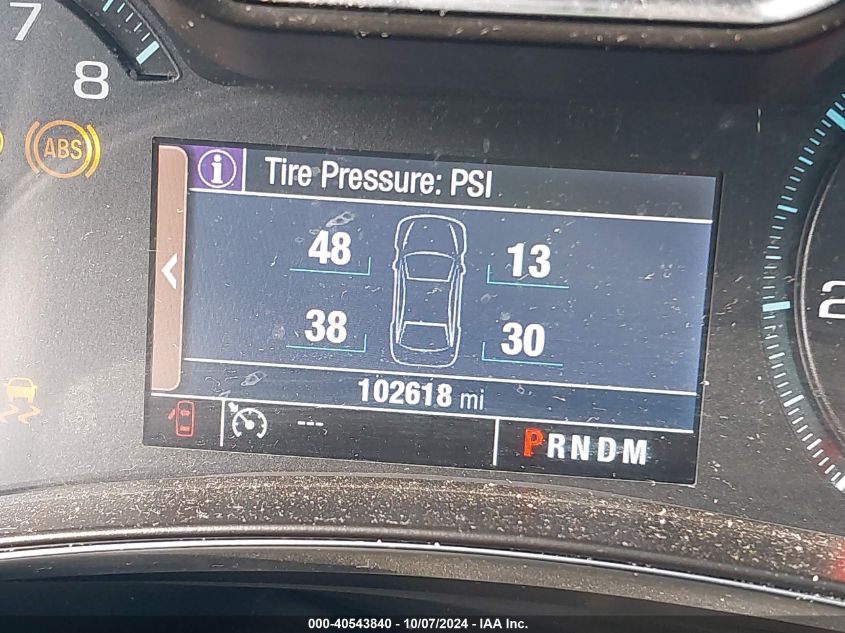 7
8
ABS
i Tire Pressure: PSI
48 13
38 30
102618 mi
--- PRNDM
2
000-40543840 - 10/07/2024 - IAA Inc.